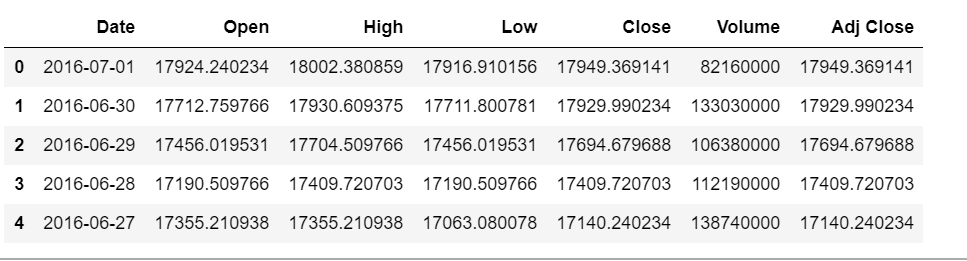 Date Open High Low Close Volume Adj Close
0 2016-07-01 17924.240234 18002.380859 17916.910156 17949.369141 82160000 17949.369141
1 2016-06-30 17712.759766 17930.609375 17711.800781 17929.990234 133030000 17929.990234
2 2016-06-29 17456.019531 17704.509766 17456.019531 17694.679688 106380000 17694.679688
3 2016-06-28 17190.509766 17409.720703 17190.509766 17409.720703 112190000 17409.720703
4 2016-06-27 17355.210938 17355.210938 17063.080078 17140.240234 138740000 17140.240234